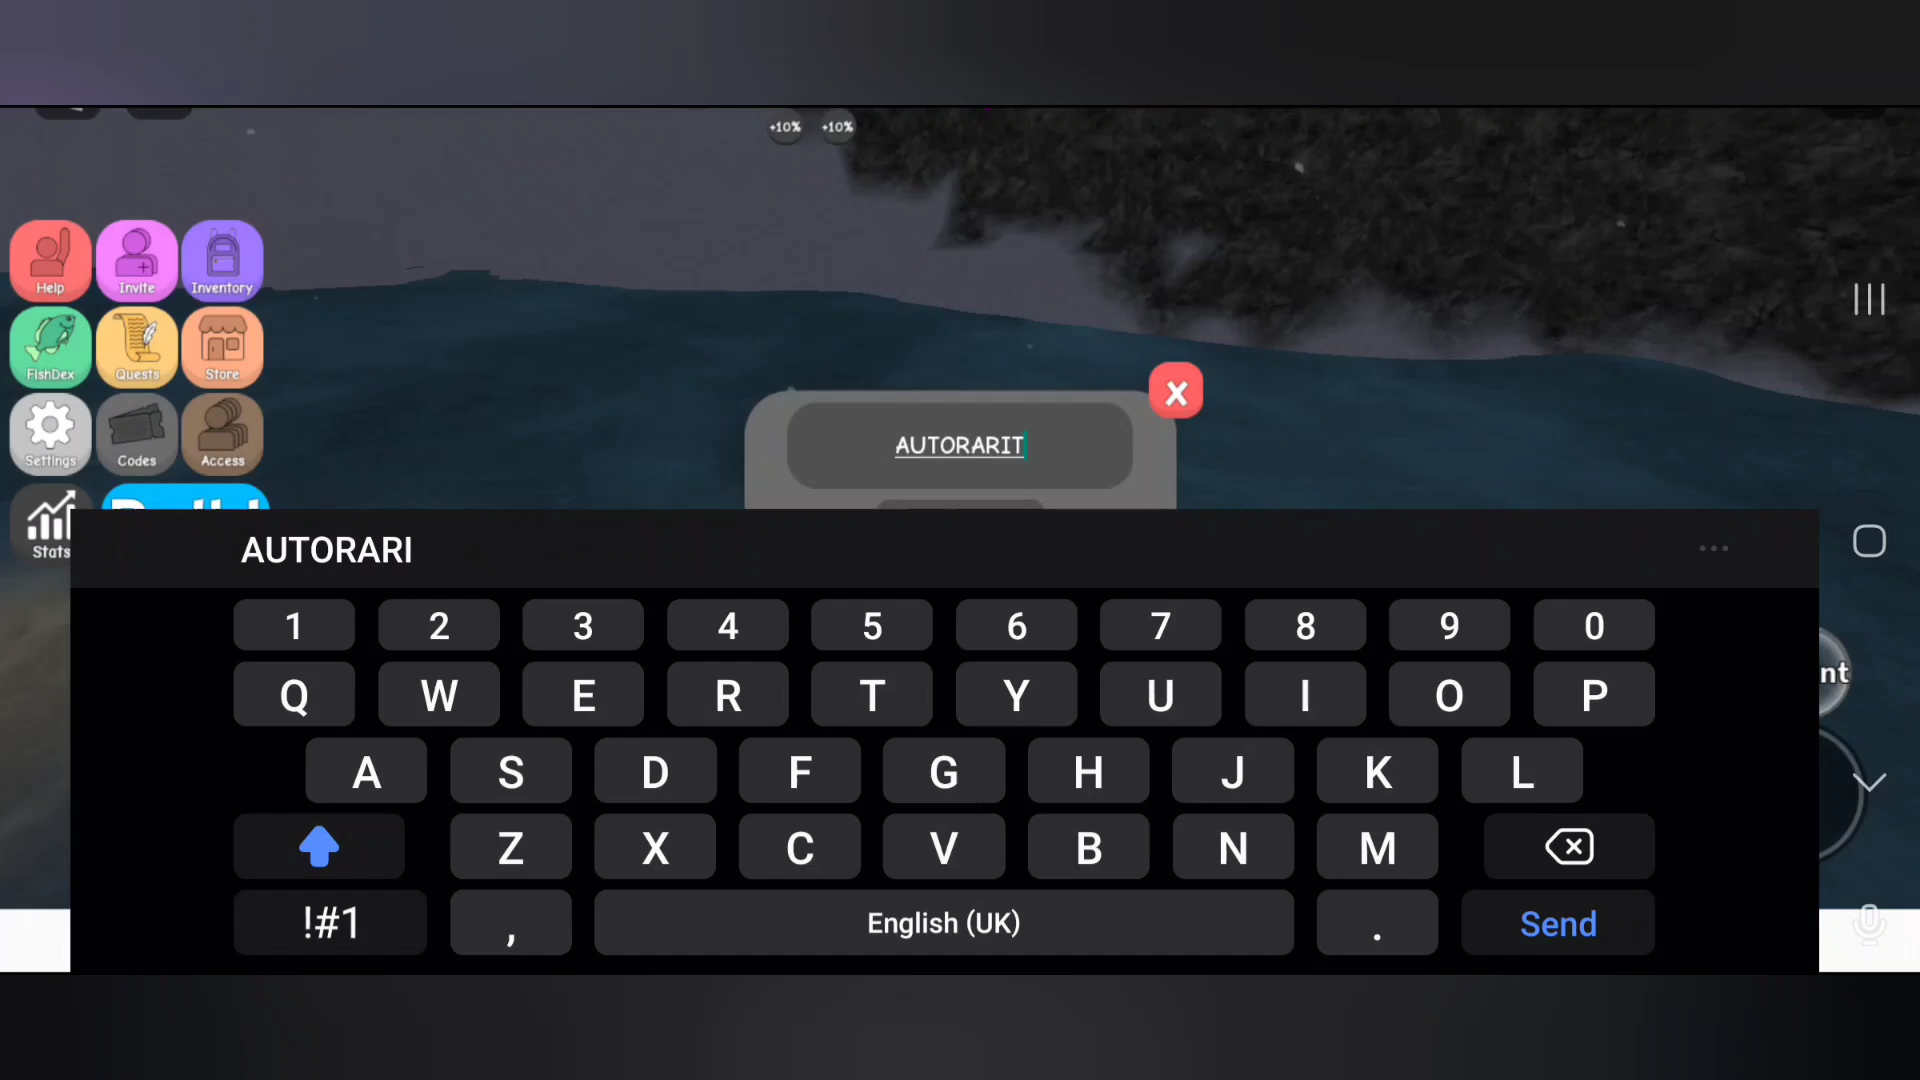 +10% +10%
Help Invite Inventory
FishDex Quests Store
Settings Codes Access
Stats
AUTORARIT
X
AUTORARI
nt
1 2 3 4 5 6 7 8 9 0
Q W E R T Y U I O P
A S D F G H J K L
Z X C V B N M
!#1 , English (UK) . Send